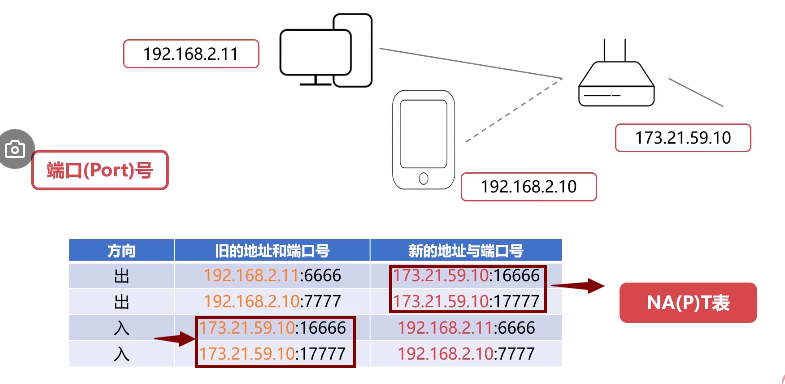 192.168.2.11
173.21.59.10
端口(Port)号
192.168.2.10
方向 旧的地址和端口号 新的地址与端口号
出 192.168.2.11:6666 173.21.59.10:16666
出 192.168.2.10:7777 173.21.59.10:17777
入 173.21.59.10:16666 192.168.2.11:6666
入 173.21.59.10:17777 192.168.2.10:7777
NA(P)T表